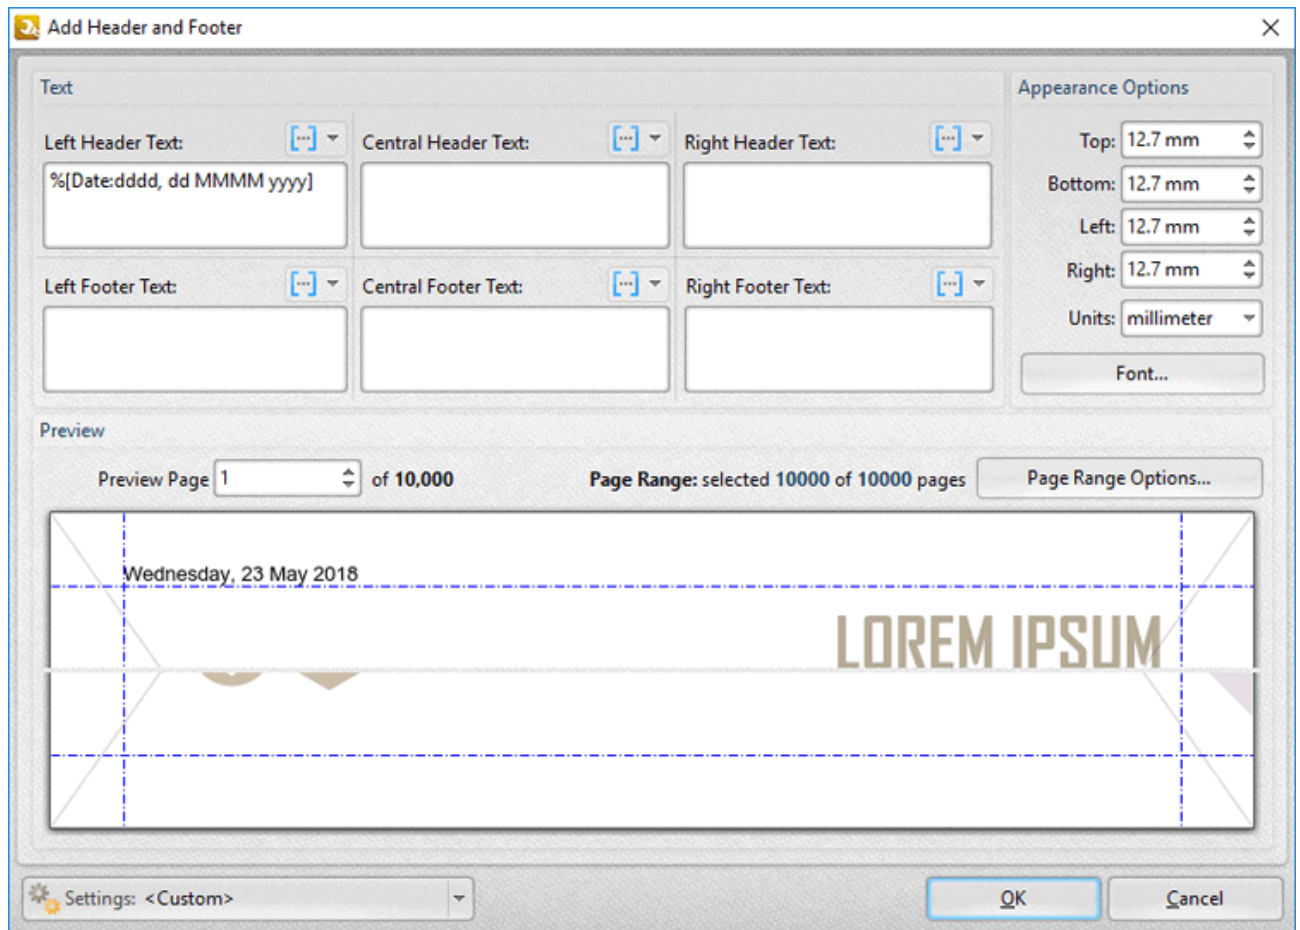 Add Header and Footer
Text
Appearance Options
Left Header Text:
Central Header Text:
Right Header Text:
Top: 12.7 mm
%[Date:dddd, dd MMMM yyyy]
Bottom: 12.7 mm
Left: 12.7 mm
Right: 12.7 mm
Left Footer Text:
Central Footer Text:
Right Footer Text:
Units: millimeter
Font...
Preview
Preview Page 1 of 10,000
Page Range: selected 10000 of 10000 pages
Page Range Options...
Wednesday, 23 May 2018
LOREM IPSUM
Settings: <Custom>
OK
Cancel